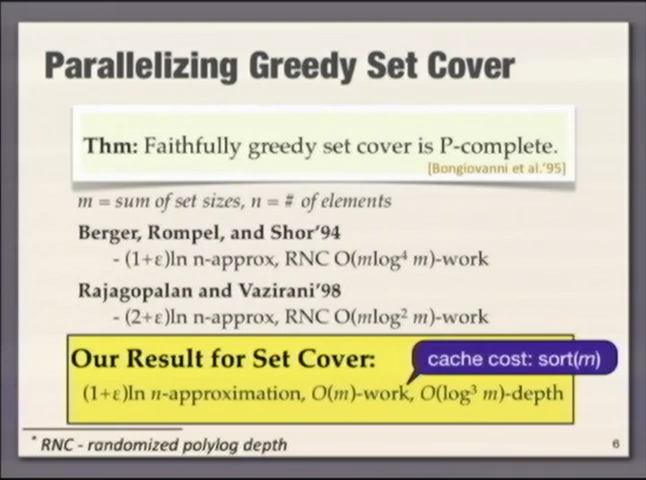 Parallelizing Greedy Set Cover
Thm: Faithfully greedy set cover is P-complete.
[Bongiovanni et al.'95]
m = sum of set sizes, n = # of elements
Berger, Rompel, and Shor'94
- (1+ε)ln n-approx, RNC O(mlog⁴ m)-work
Rajagopalan and Vazirani'98
- (2+ε)ln n-approx, RNC O(mlog² m)-work
Our Result for Set Cover:
cache cost: sort(m)
(1+ε)ln n-approximation, O(m)-work, O(log³ m)-depth
* RNC - randomized polylog depth
6